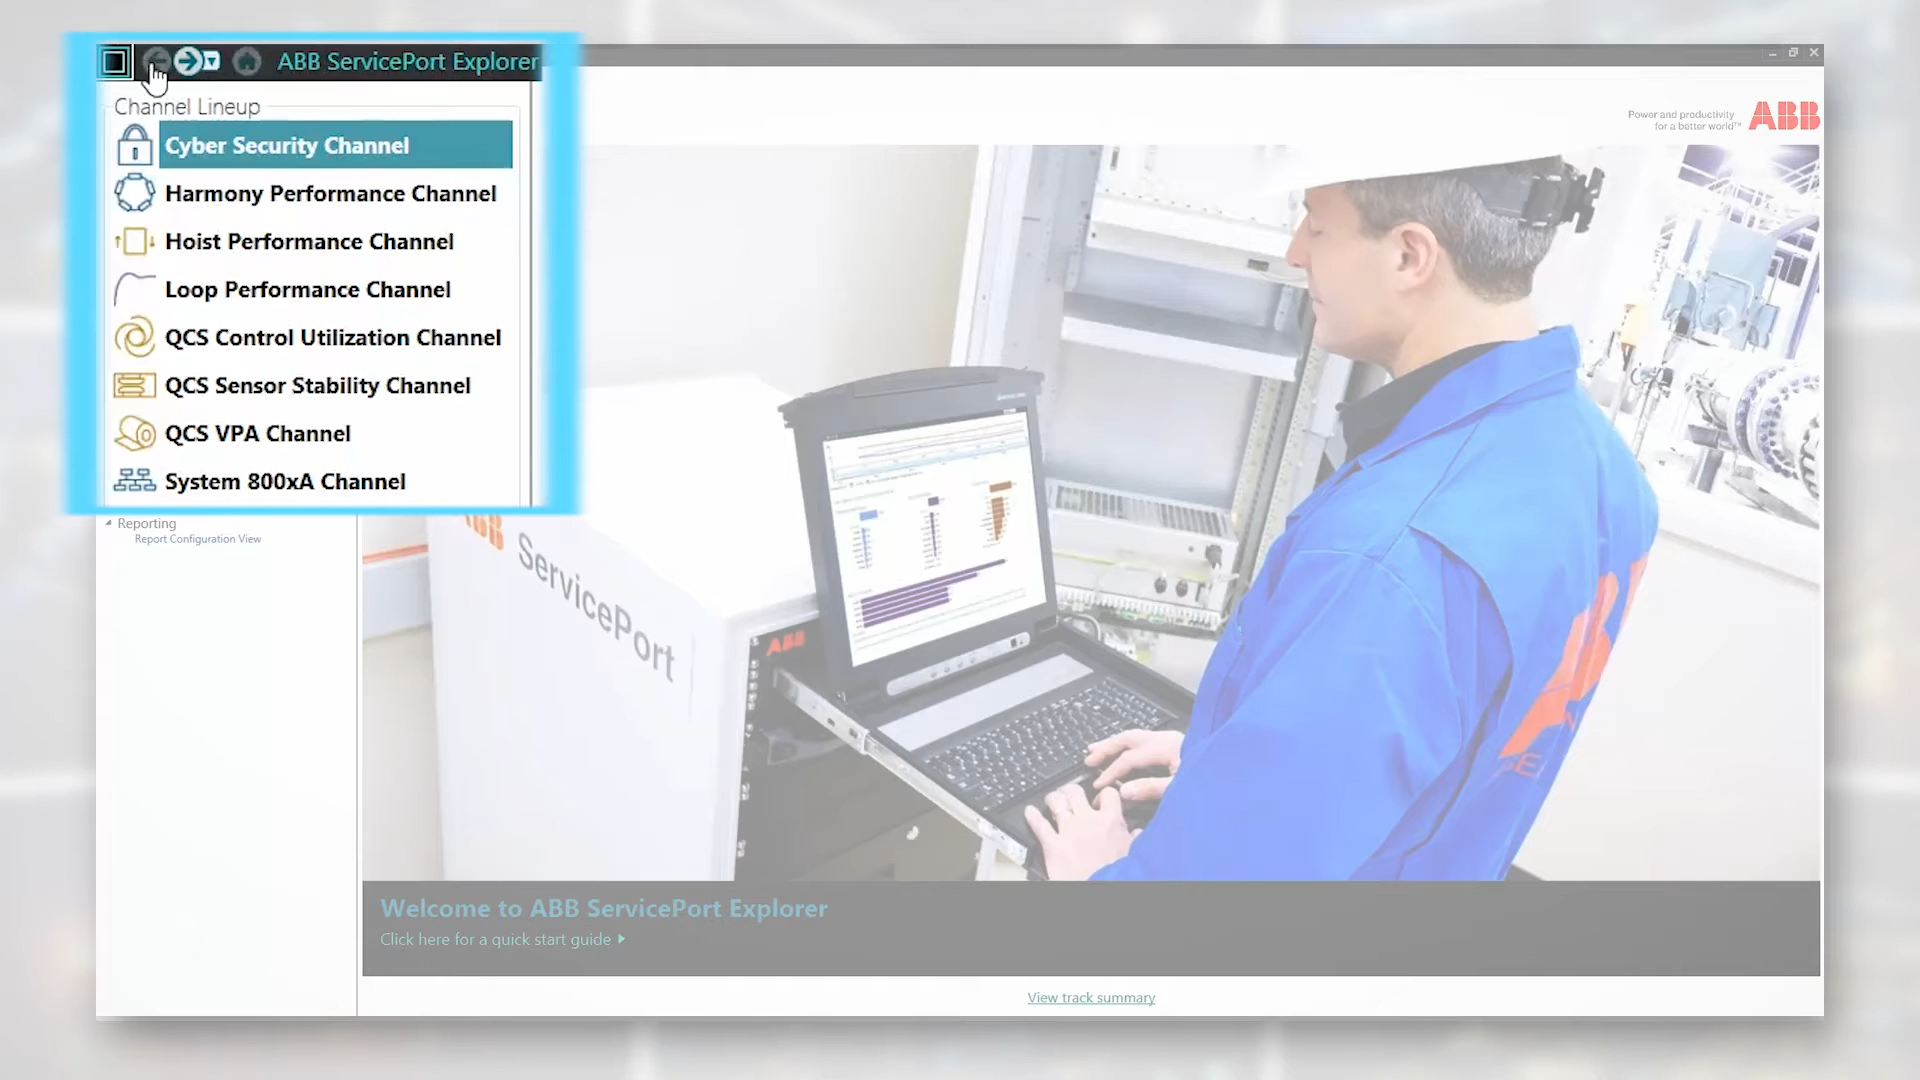 ABB ServicePort Explorer
Channel Lineup
Cyber Security Channel
Harmony Performance Channel
Hoist Performance Channel
Loop Performance Channel
QCS Control Utilization Channel
QCS Sensor Stability Channel
QCS VPA Channel
System 800xA Channel
Reporting
Report Configuration View
Power and productivity
for a better world™
ABB
ABB
ServicePort
ABB
Welcome to ABB ServicePort Explorer
Click here for a quick start guide
View track summary